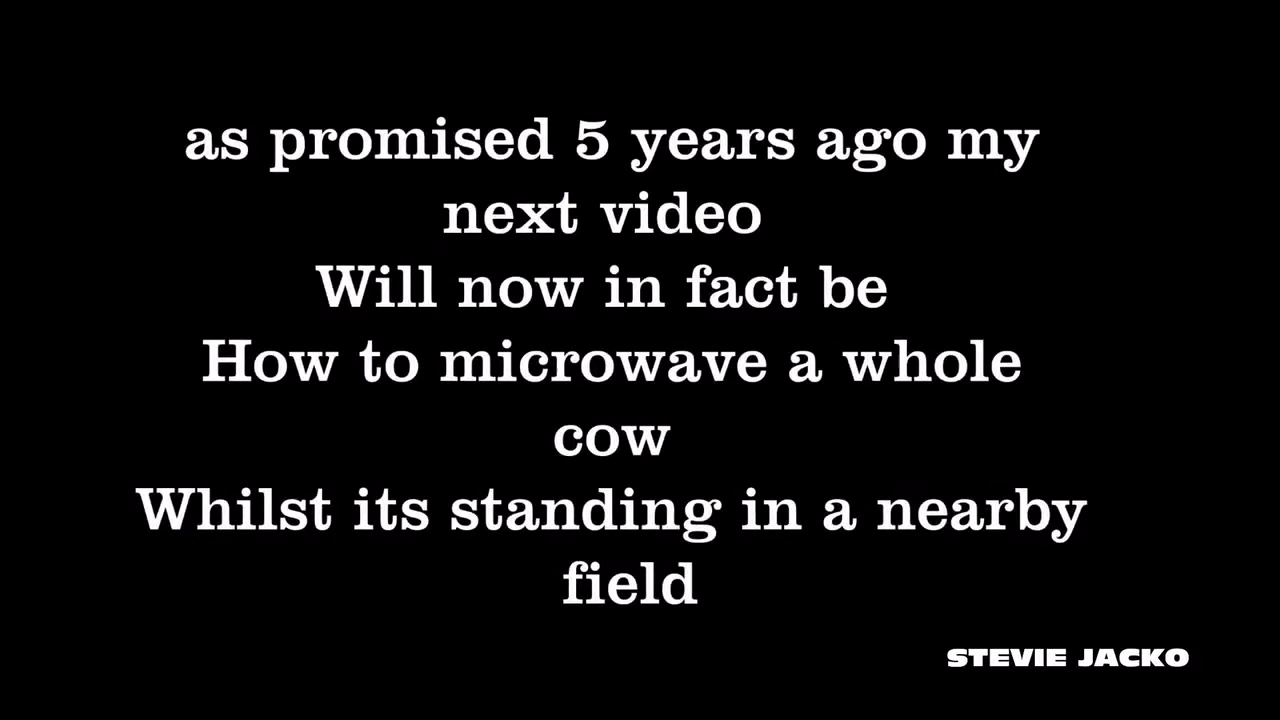 as promised 5 years ago my
next video
Will now in fact be
How to microwave a whole
cow
Whilst its standing in a nearby
field
STEVIE JACKO